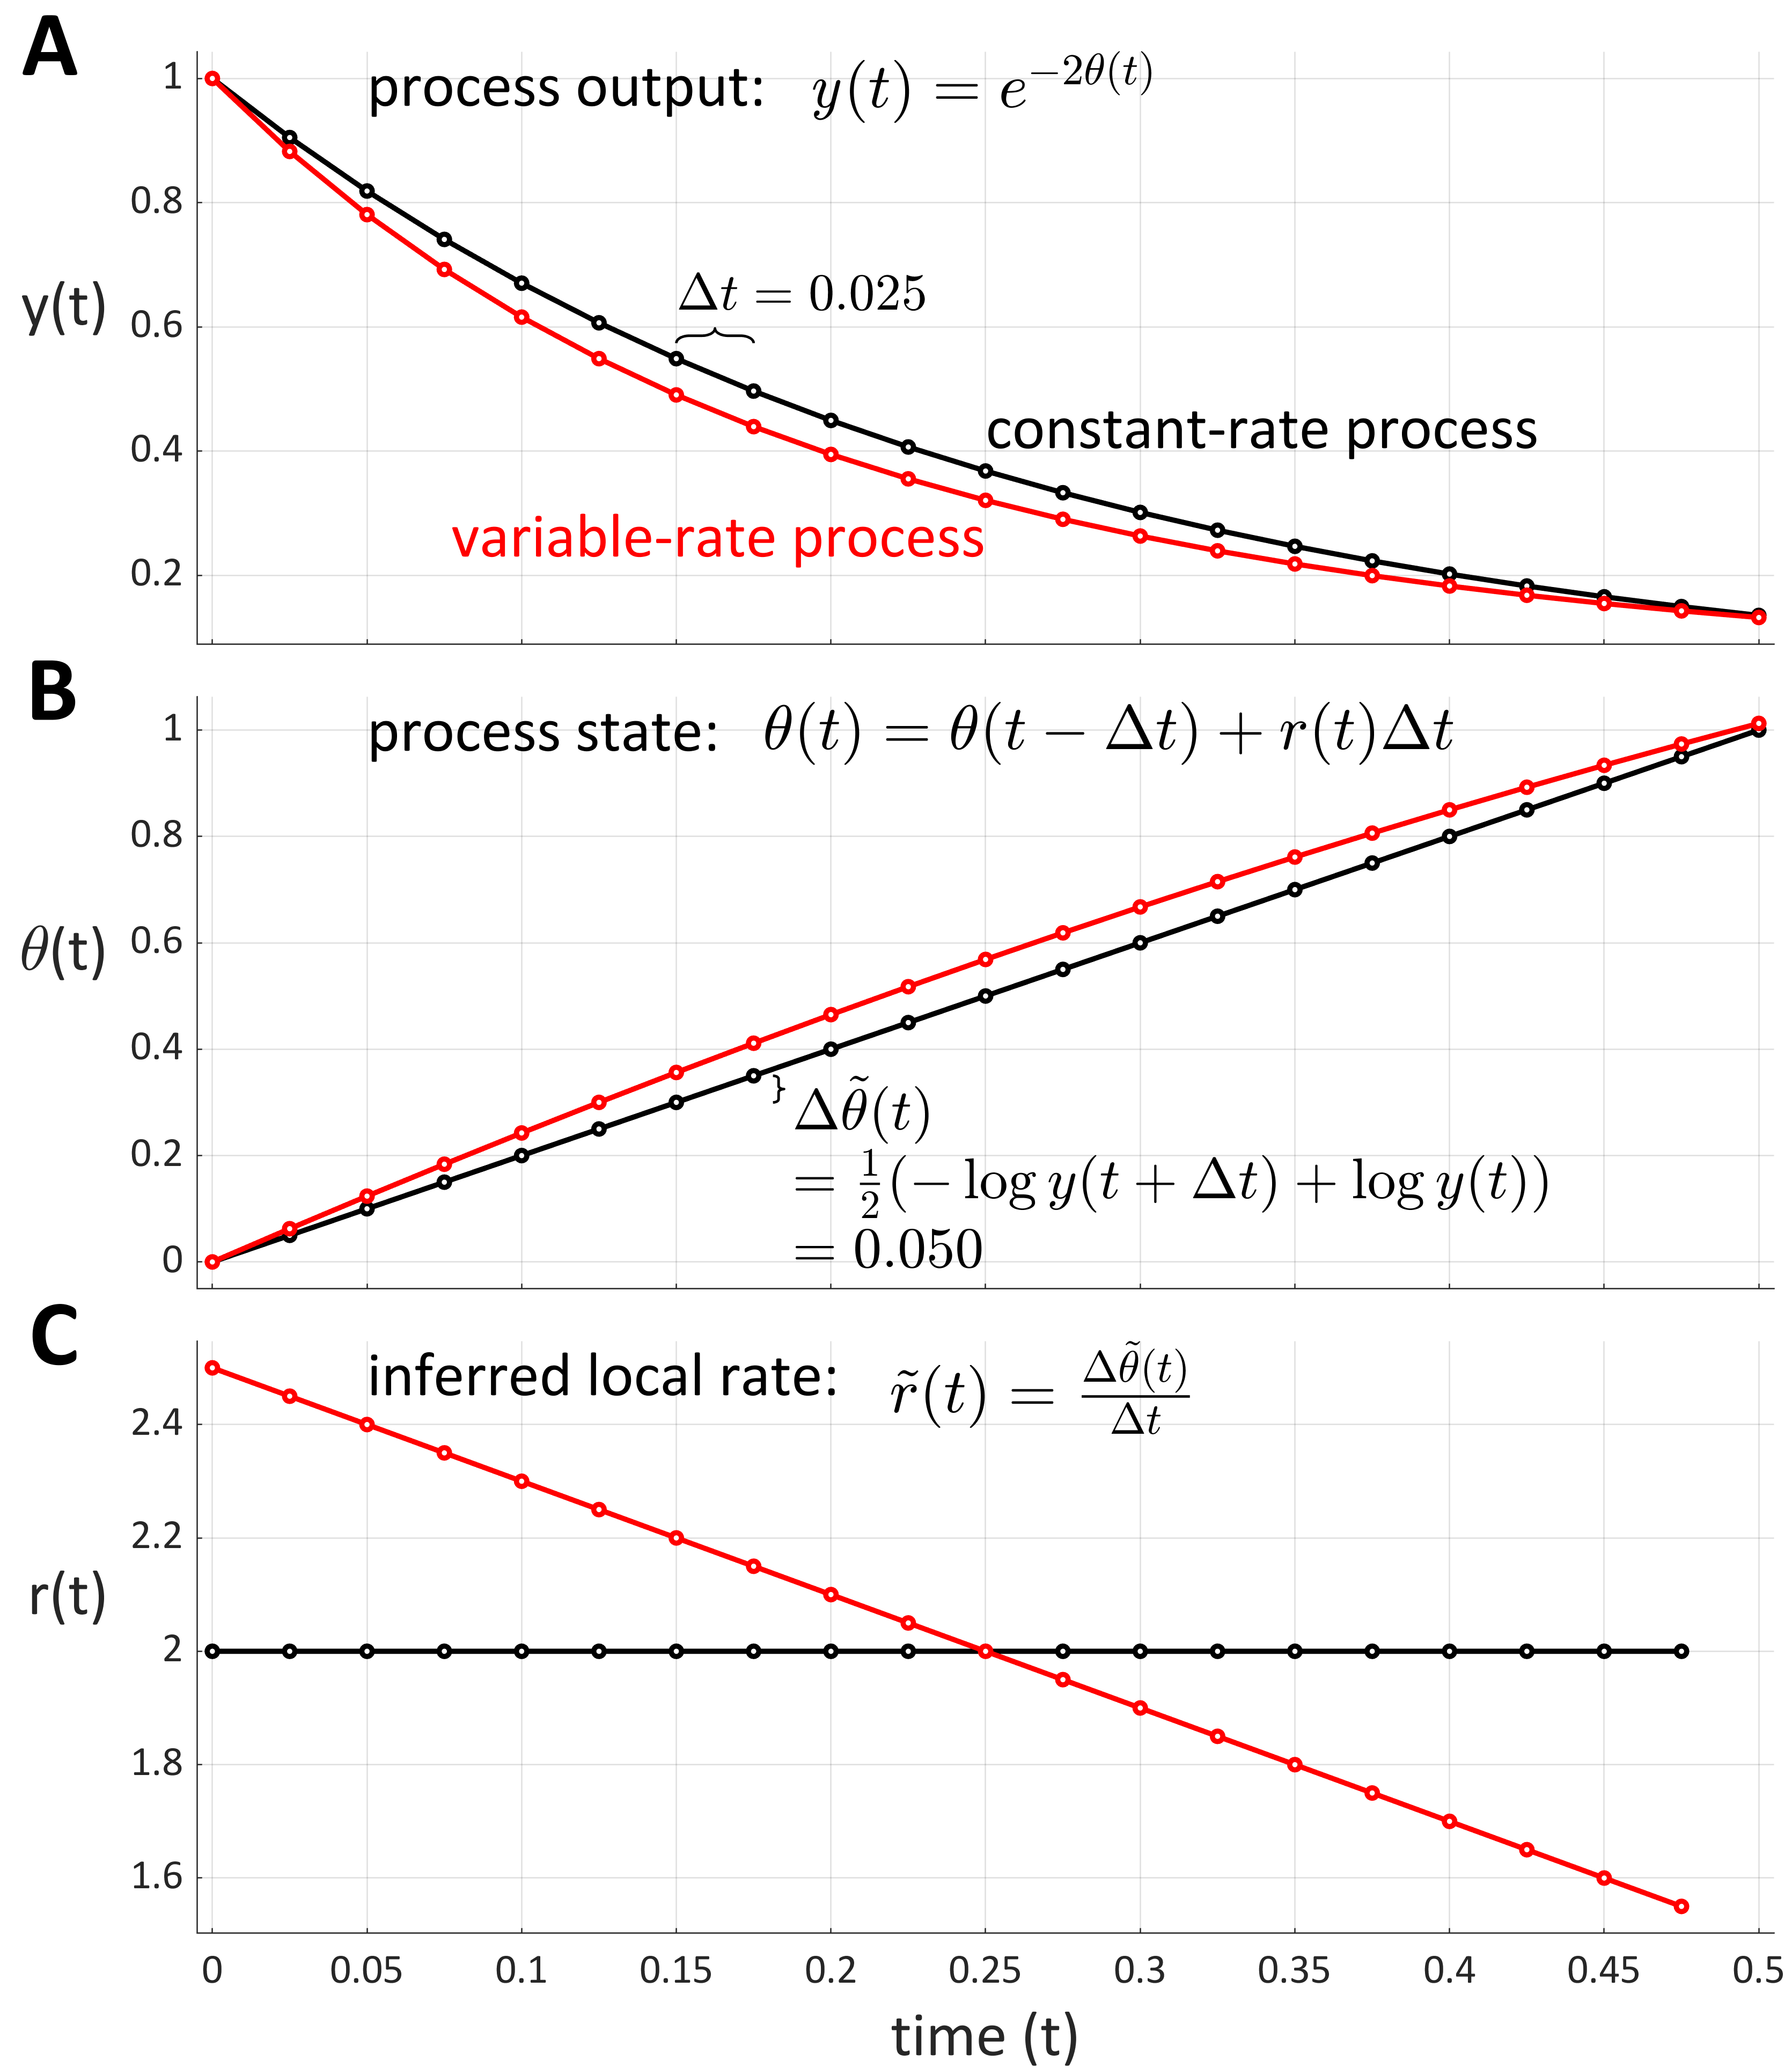 A
process output: y(t) = e^{−2θ(t)}
1
0.8
0.6
0.4
0.2
y(t)
Δt = 0.025
constant-rate process
variable-rate process
B
process state: θ(t) = θ(t − Δt) + r(t)Δt
1
0.8
0.6
0.4
0.2
0
θ(t)
} Δθ̃(t)
= 1/2(− log y(t + Δt) + log y(t))
= 0.050
C
inferred local rate: r̃(t) = Δθ̃(t)/Δt
2.4
2.2
2
1.8
1.6
r(t)
0 0.05 0.1 0.15 0.2 0.25 0.3 0.35 0.4 0.45 0.5
time (t)